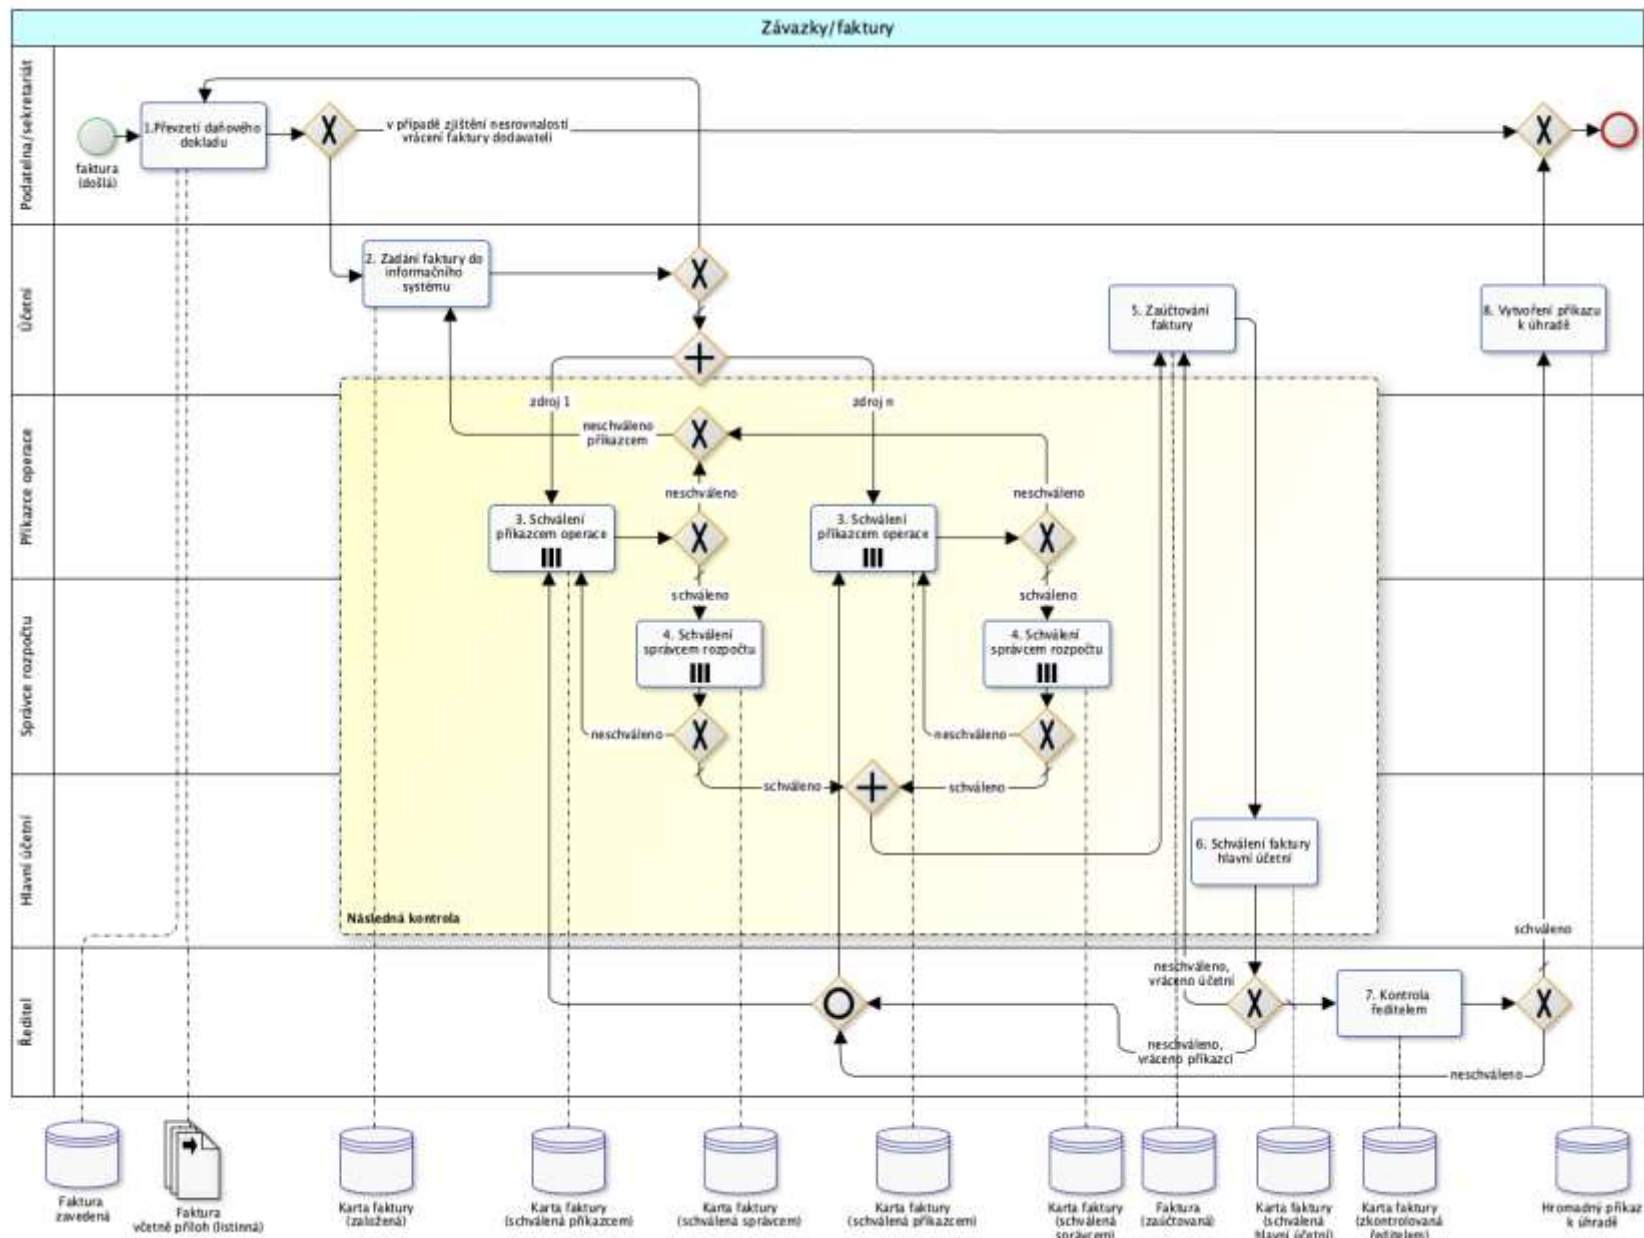 Závazky/faktury
Podatelna/sekretariát
1.Převzetí daňového
dokladu
faktura
(došlá)
v případě zjištění nesrovnalostí
vrácení faktury dodavateli
Účetní
2. Zadání faktury do
informačního
systému
5. Zaúčtování
faktury
8. Vytvoření příkazu
k úhradě
Příkazce operace
zdroj 1
zdroj n
neschváleno
příkazcem
neschváleno
neschváleno
3. Schválení
příkazcem operace
3. Schválení
příkazcem operace
schváleno
schváleno
Správce rozpočtu
4. Schválení
správcem rozpočtu
4. Schválení
správcem rozpočtu
neschváleno
neschváleno
schváleno
schváleno
Hlavní účetní
6. Schválení faktury
hlavní účetní
Následná kontrola
schváleno
Ředitel
neschváleno,
vráceno účetní
7. Kontrola
ředitelem
neschváleno,
vráceno příkazci
neschváleno
Faktura
zavedená
Faktura
včetně příloh (listinná)
Karta faktury
(založená)
Karta faktury
(schválená příkazcem)
Karta faktury
(schválená správcem)
Karta faktury
(schválená příkazcem)
Karta faktury
(schválená
správcem)
Faktura
(zaúčtovaná)
Karta faktury
(schválená
hlavní účetní)
Karta faktury
(zkontrolovaná
ředitelem)
Hromadný příkaz
k úhradě